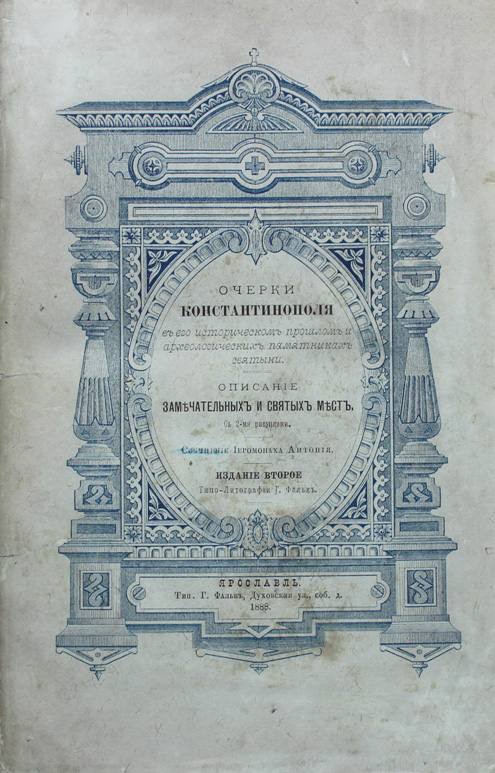 ОЧЕРКИ
КОНСТАНТИНОПОЛЯ
въ его историческомъ прошломъ и
археологическихъ памятникахъ
святыни.
ОПИСАНІЕ
ЗАМѢЧАТЕЛЬНЫХЪ И СВЯТЫХЪ МѢСТЪ.
Съ 2-мя рисунками.
Сочиненіе Іеромонаха Антонія.
ИЗДАНІЕ ВТОРОЕ
Типо-Литографіи Г. Фалькъ.
ЯРОСЛАВЛЬ.
Тип. Г. Фалькъ, Духовская ул., соб. д.